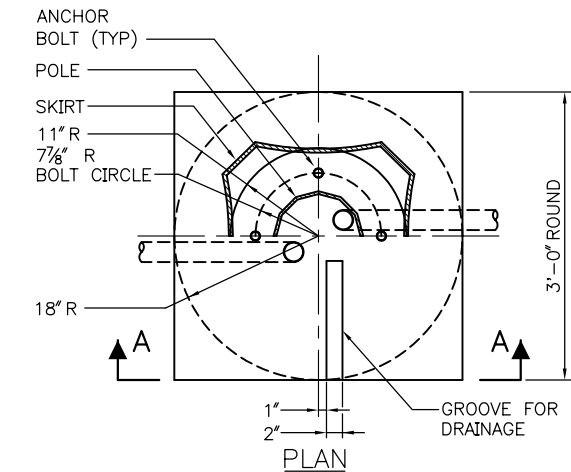 ANCHOR
BOLT (TYP)
POLE
SKIRT
11" R
7⅞" R
BOLT CIRCLE
18" R
3'-0" ROUND
A
A
1"
2"
GROOVE FOR
DRAINAGE
PLAN